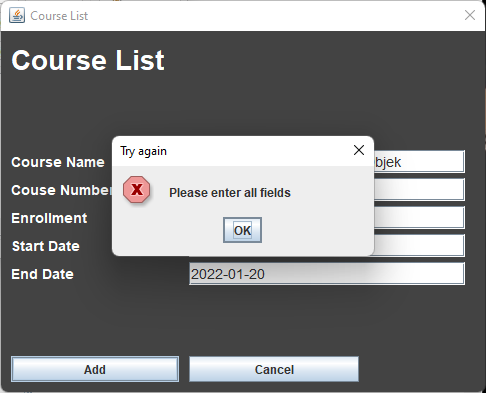 Course List
Course List
Try again
Course Name
Please enter all fields
Couse Number
OK
Enrollment
Start Date
End Date 2022-01-20
Add Cancel